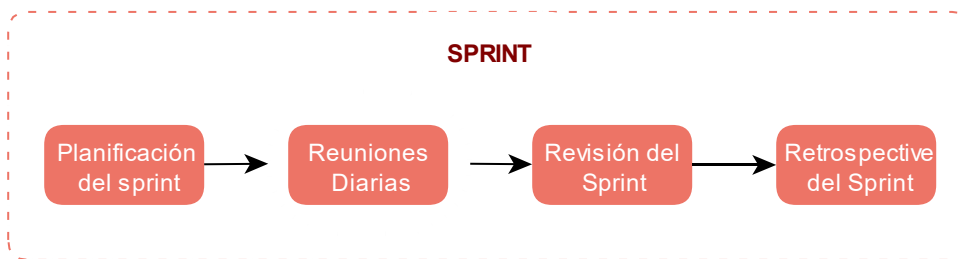 SPRINT
Planificación
del sprint
Reuniones
Diarias
Revisión del
Sprint
Retrospective
del Sprint